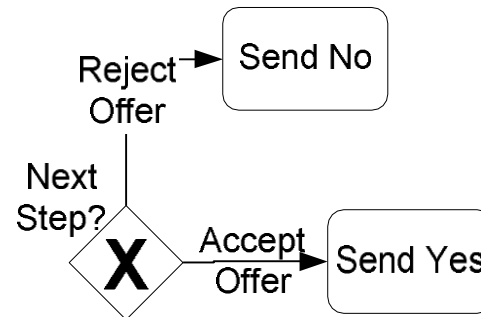 Reject
Offer
Send No
Next
Step?
X
Accept
Offer
Send Yes